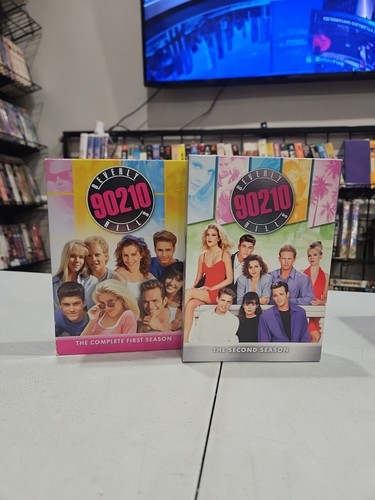 BEVERLY
90210
HILLS
THE COMPLETE FIRST SEASON
BEVERLY
90210
HILLS
THE SECOND SEASON